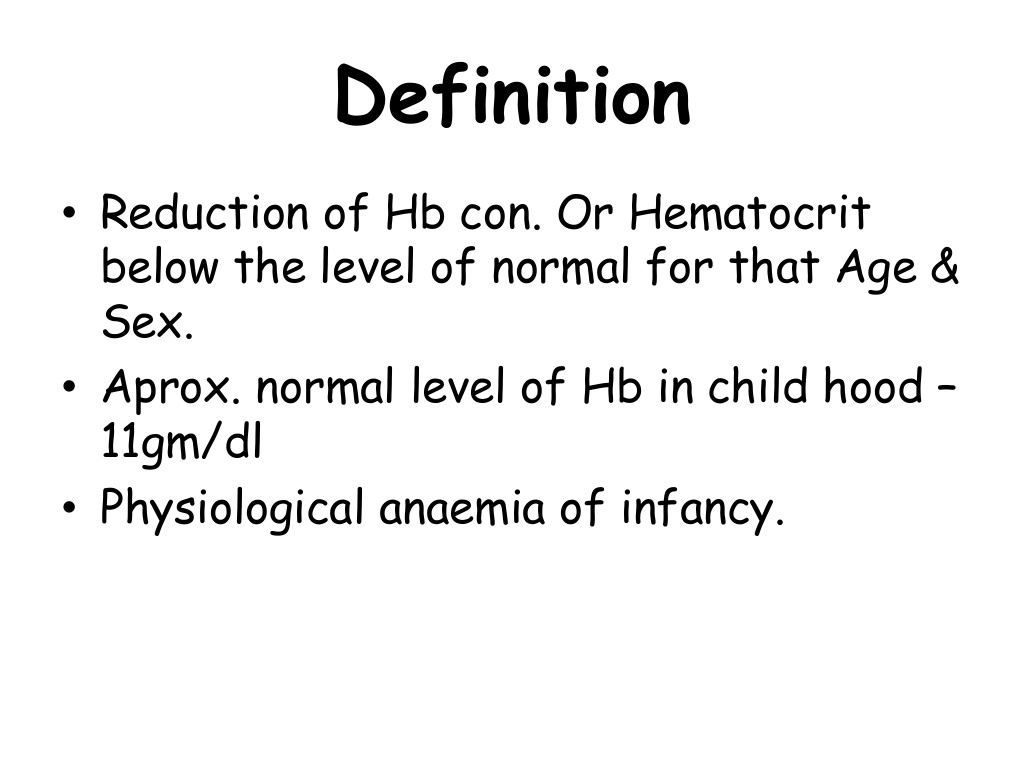 Definition
• Reduction of Hb con. Or Hematocrit
below the level of normal for that Age &
Sex.
• Aprox. normal level of Hb in child hood –
11gm/dl
• Physiological anaemia of infancy.